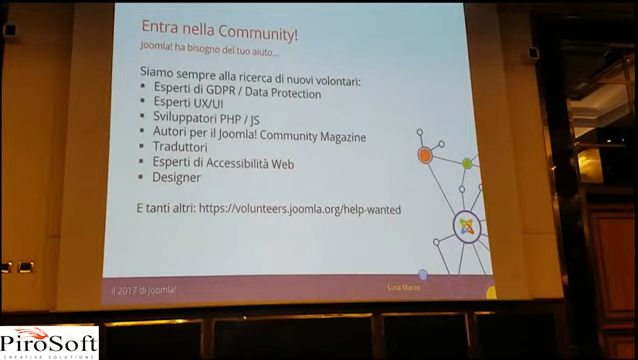 Entra nella Community!
Joomla! ha bisogno del tuo aiuto...
Siamo sempre alla ricerca di nuovi volontari:
▪ Esperti di GDPR / Data Protection
▪ Esperti UX/UI
▪ Sviluppatori PHP / JS
▪ Autori per il Joomla! Community Magazine
▪ Traduttori
▪ Esperti di Accessibilità Web
▪ Designer
E tanti altri: https://volunteers.joomla.org/help-wanted
Il 2017 di Joomla!
Luca Marzo
PiroSoft
CREATIVE SOLUTIONS